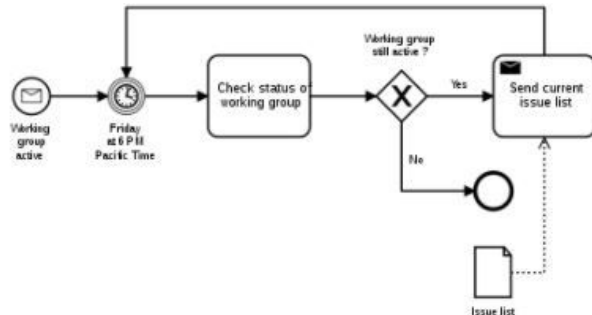 Working group
still active ?
Check status of
working group
Yes
Send current
issue list
Working
group
active
Friday
at 6 PM
Pacific Time
No
Issue list